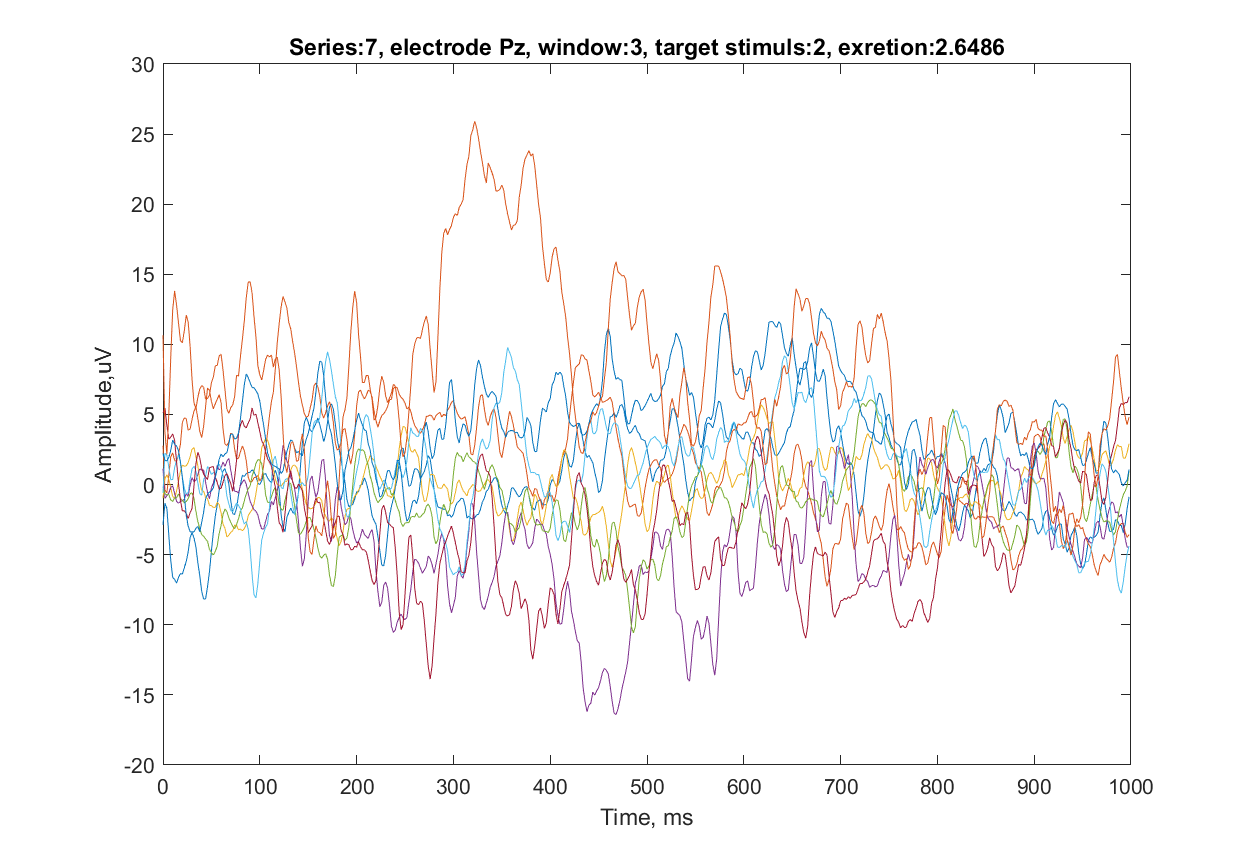 Series:7, electrode Pz, window:3, target stimuls:2, exretion:2.6486
30
25
20
15
10
5
0
-5
-10
-15
-20
Amplitude,uV
0 100 200 300 400 500 600 700 800 900 1000
Time, ms